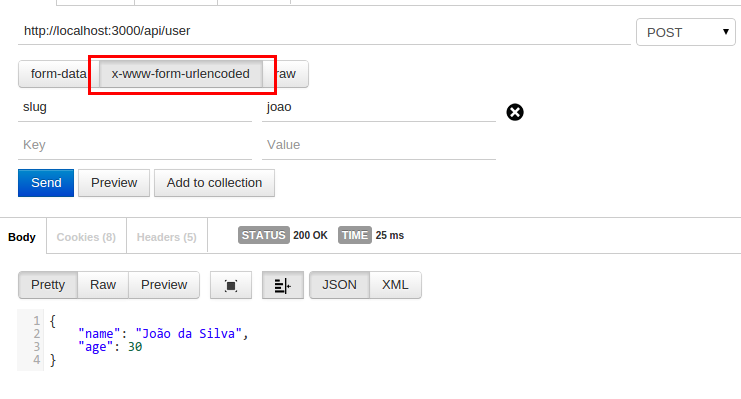 http://localhost:3000/api/user POST
form-data x-www-form-urlencoded raw
slug joao
Key Value
Send Preview Add to collection
Body Cookies (8) Headers (5) STATUS 200 OK TIME 25 ms
Pretty Raw Preview JSON XML
1 {
2 "name": "João da Silva",
3 "age": 30
4 }